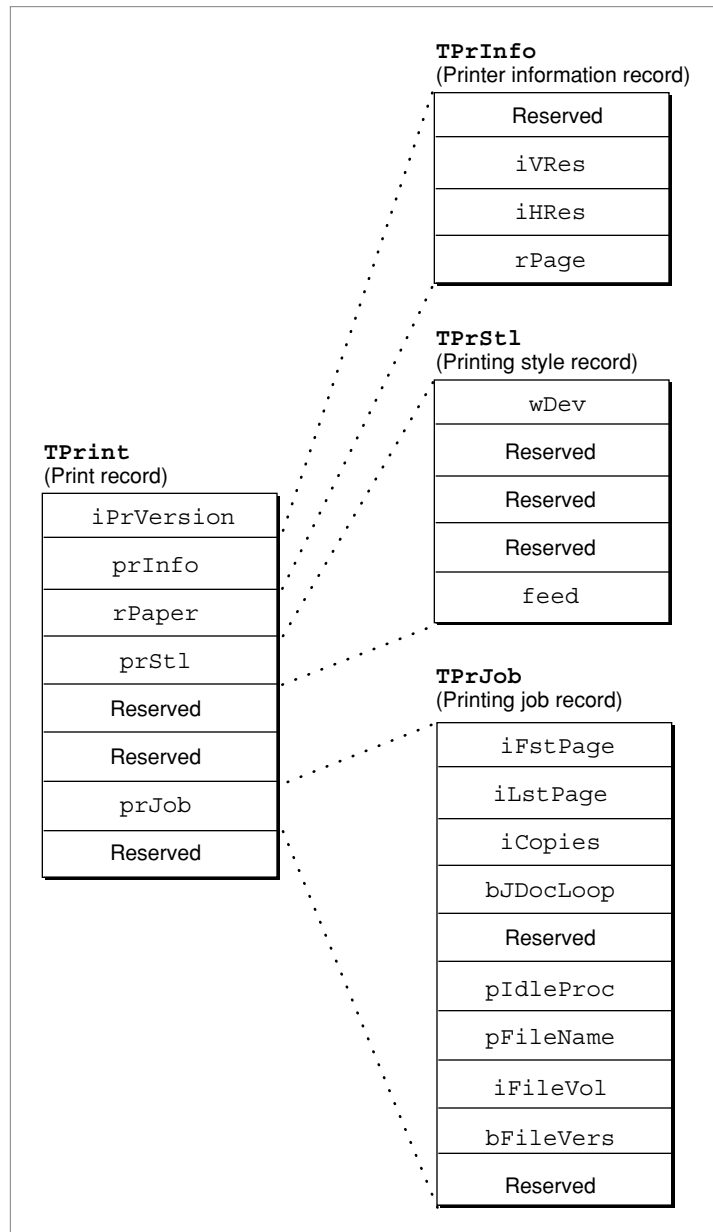 TPrInfo
(Printer information record)
Reserved
iVRes
iHRes
rPage
TPrStl
(Printing style record)
wDev
Reserved
Reserved
Reserved
feed
TPrint
(Print record)
iPrVersion
prInfo
rPaper
prStl
Reserved
Reserved
prJob
Reserved
TPrJob
(Printing job record)
iFstPage
iLstPage
iCopies
bJDocLoop
Reserved
pIdleProc
pFileName
iFileVol
bFileVers
Reserved